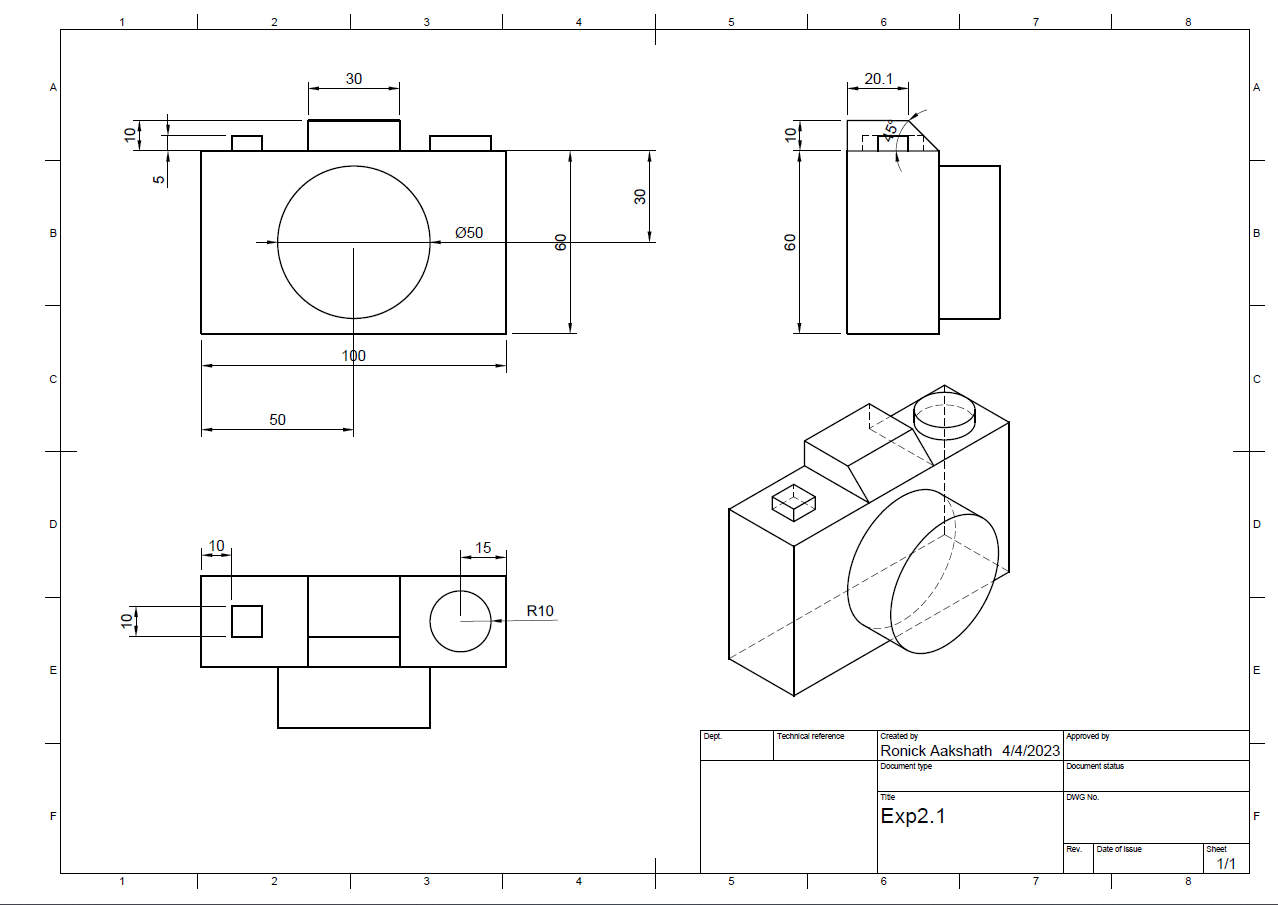 1 2 3 4 5 6 7 8
A A
30
20.1
10
45°
10
5
30
B Ø50 60 60 B
100
C C
50
D D
10 15
10 R10
E E
Dept. Technical reference Created by Approved by
Ronick Aakshath 4/4/2023
Document type Document status
Title DWG No.
Exp2.1
F F
Rev. Date of issue Sheet
1/1
1 2 3 4 5 6 7 8